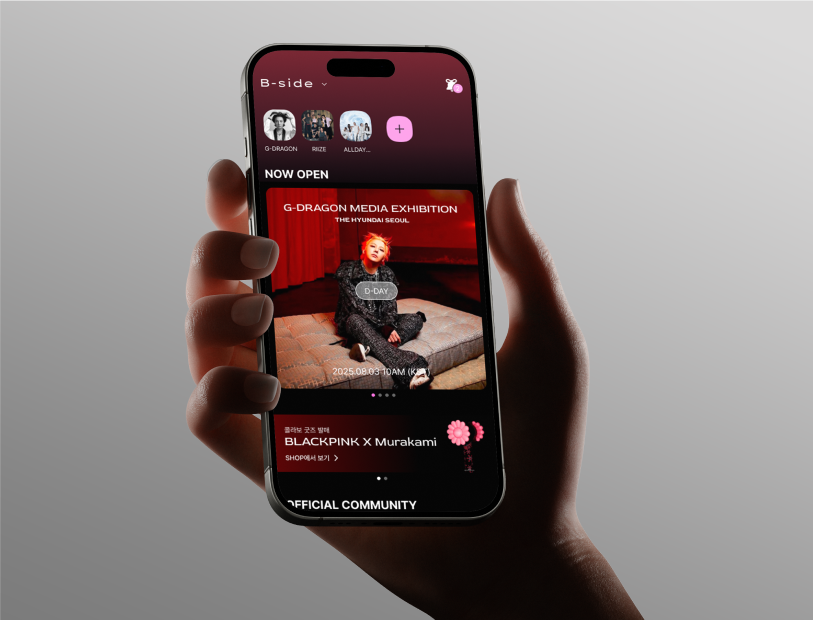 B-side
G-DRAGON
RIIZE
ALLDAY...
NOW OPEN
G-DRAGON MEDIA EXHIBITION
THE HYUNDAI SEOUL
D-DAY
2025.08.03 10AM (KST)
콜라보 굿즈 발매
BLACKPINK X Murakami
SHOP에서 보기
OFFICIAL COMMUNITY